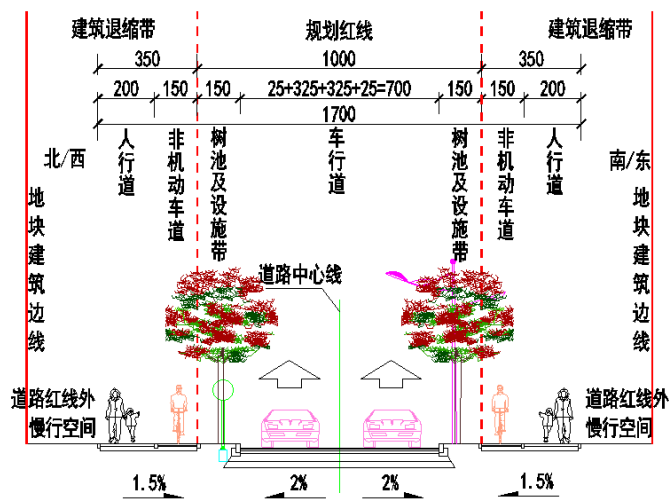 建筑退缩带 规划红线 建筑退缩带
350 1000 350
200 150 150 25+325+325+25=700 150 150 200
1700
北/西
南/东
人行道
非机动车道
树池及设施带
车行道
树池及设施带
非机动车道
人行道
地块建筑边线
地块建筑边线
道路中心线
道路红线外
慢行空间
道路红线外
慢行空间
1.5% 2% 2% 1.5%